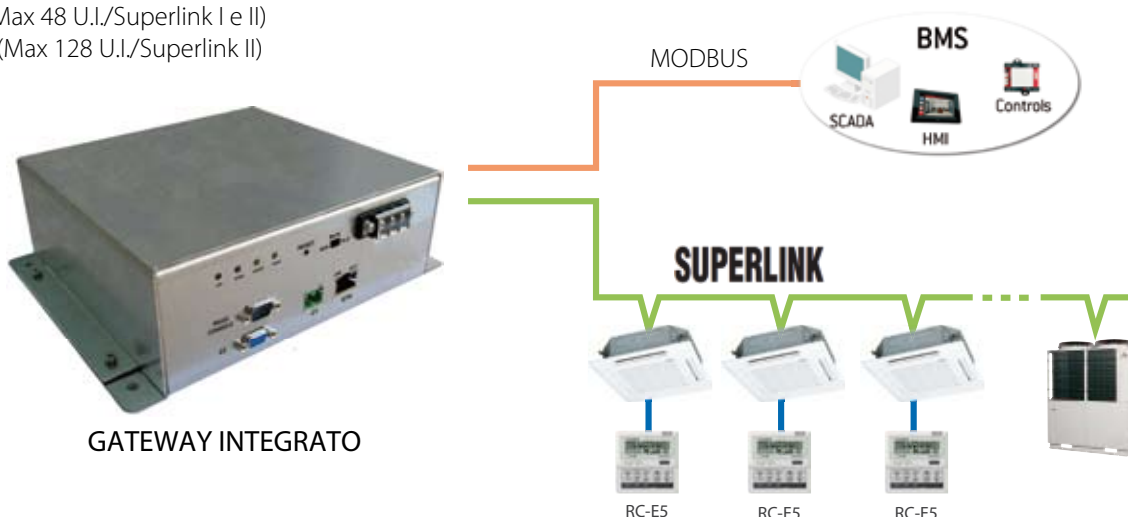 Max 48 U.I./Superlink I e II)
(Max 128 U.I./Superlink II)
MODBUS
BMS
SCADA
HMI
Controls
SUPERLINK
GATEWAY INTEGRATO
RESET
RC-E5
RC-E5
RC-E5